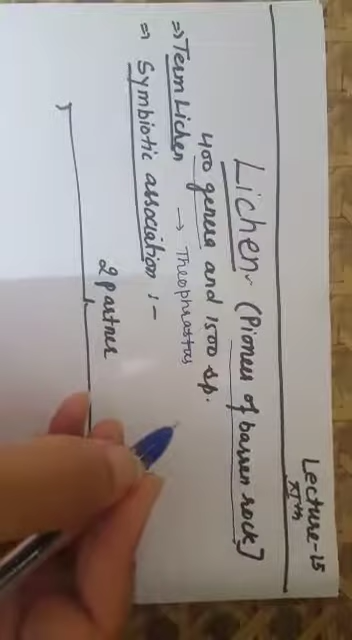 Lecture-15
XIth
Lichen (Pioneer of barren rock]
400 genera and 1500 sp.
⇒ Term Lichen → Theophrastus
⇒ Symbiotic association :-
2 partner